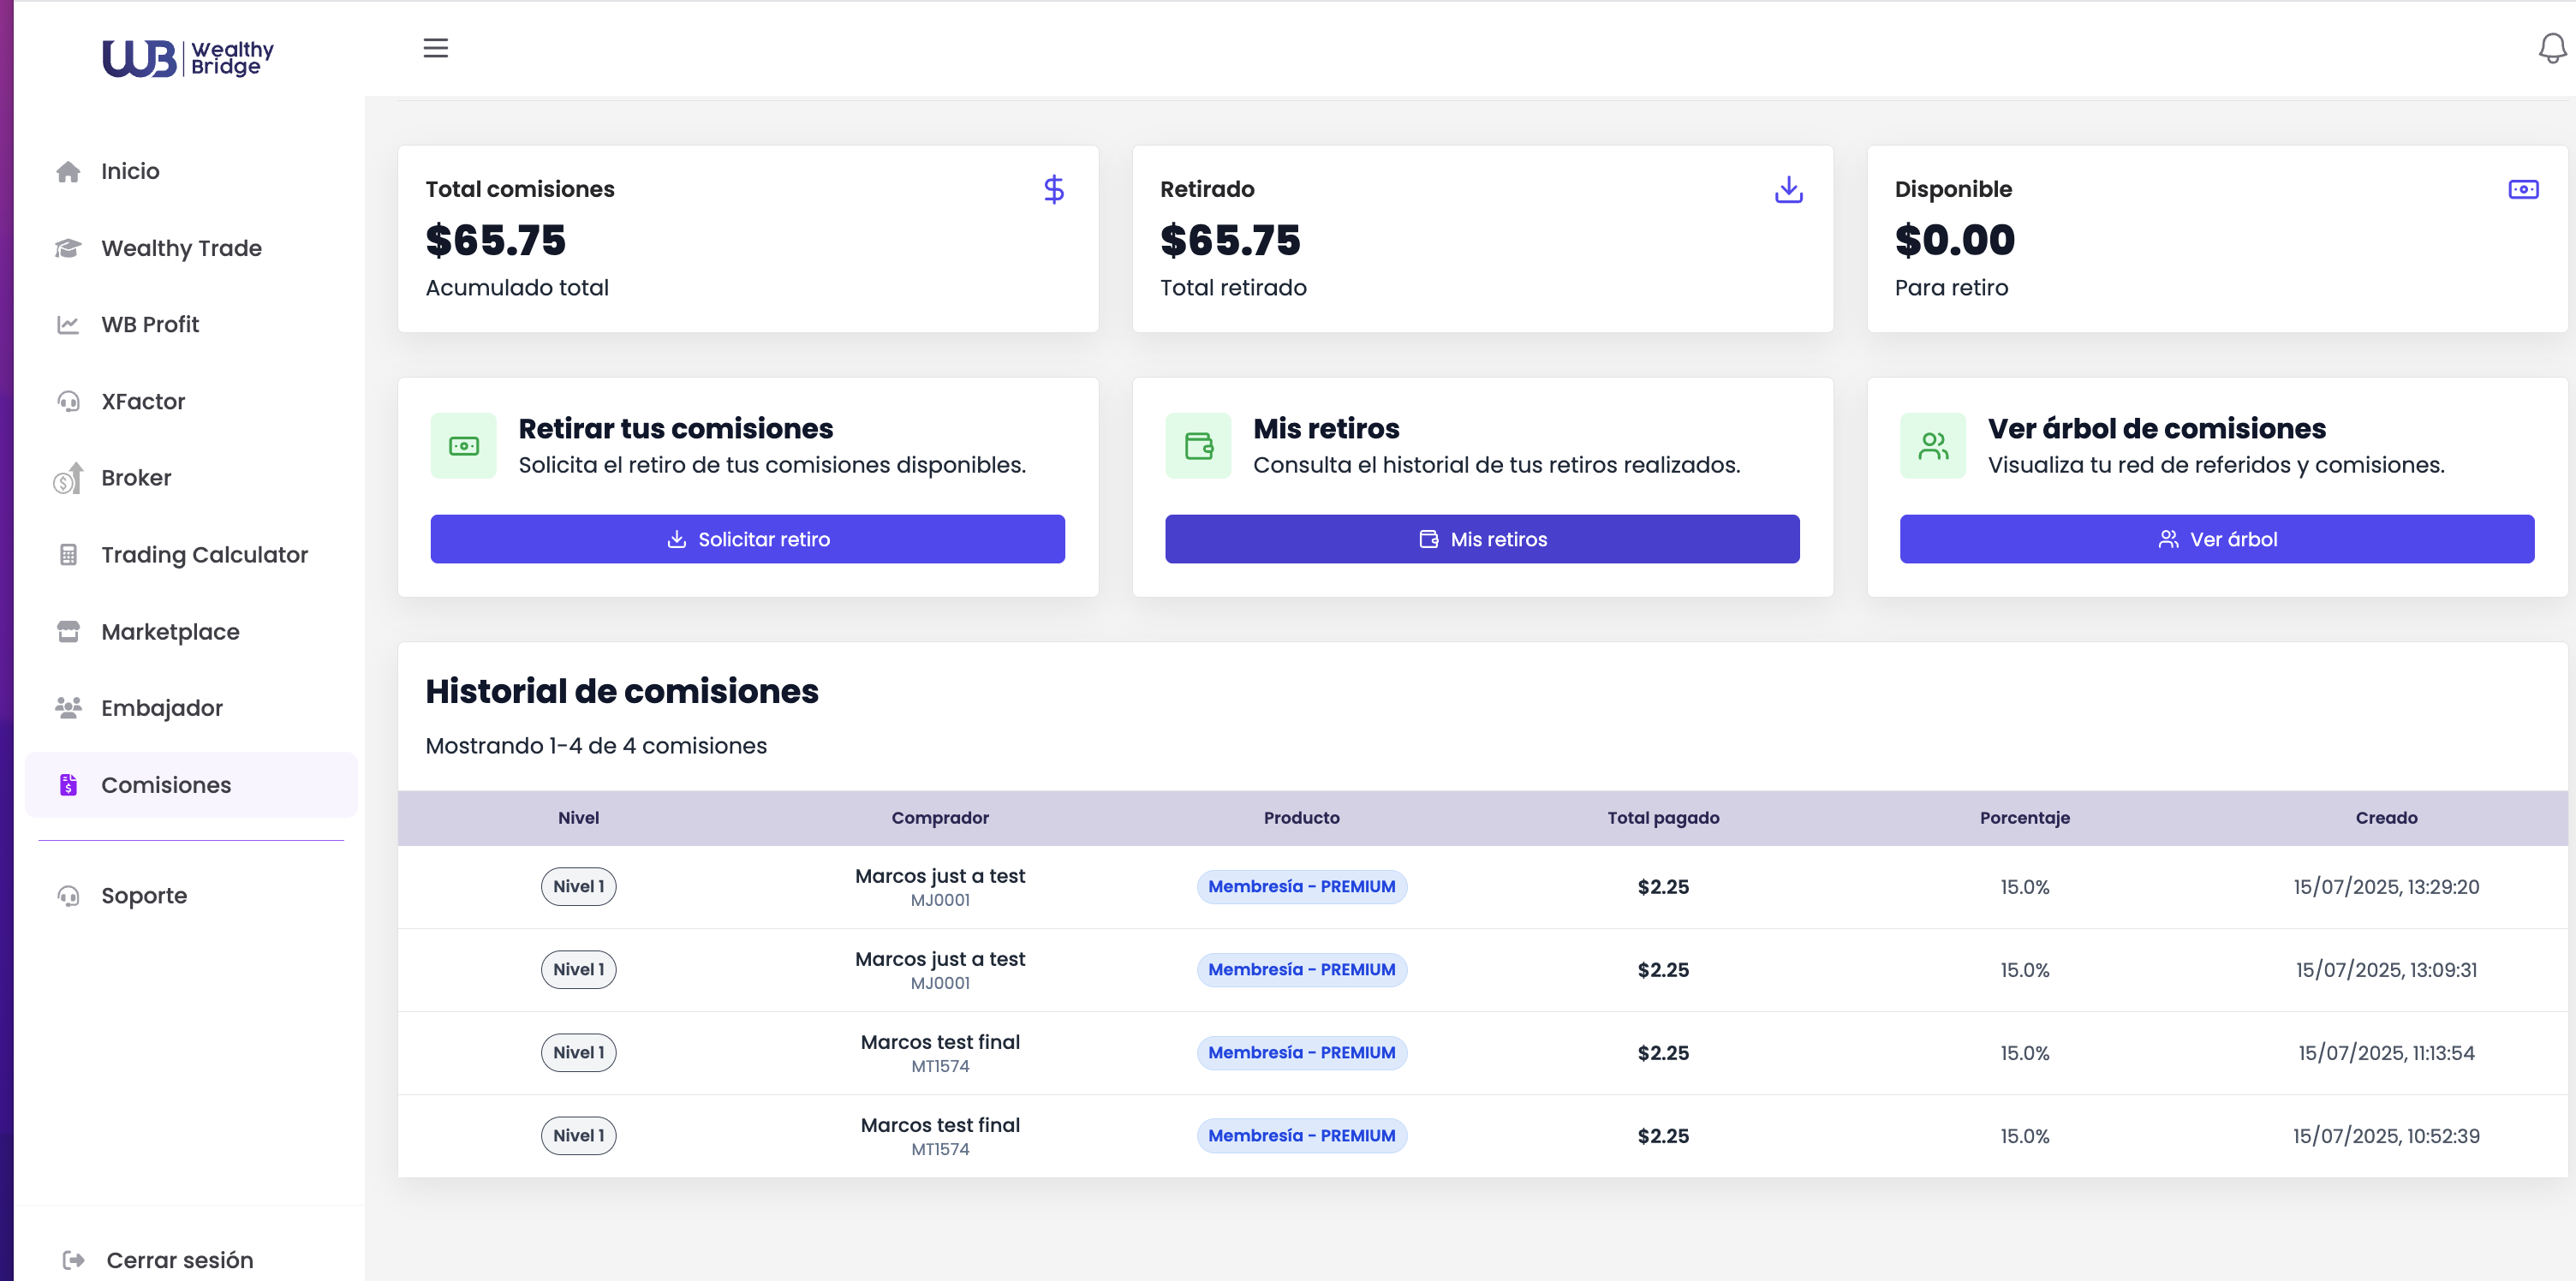 WB Wealthy
Bridge
Inicio
Wealthy Trade
WB Profit
XFactor
Broker
Trading Calculator
Marketplace
Embajador
Comisiones
Soporte
Cerrar sesión
Total comisiones
$65.75
Acumulado total
Retirado
$65.75
Total retirado
Disponible
$0.00
Para retiro
Retirar tus comisiones
Solicita el retiro de tus comisiones disponibles.
Solicitar retiro
Mis retiros
Consulta el historial de tus retiros realizados.
Mis retiros
Ver árbol de comisiones
Visualiza tu red de referidos y comisiones.
Ver árbol
Historial de comisiones
Mostrando 1-4 de 4 comisiones
Nivel Comprador Producto Total pagado Porcentaje Creado
Nivel 1 Marcos just a test Membresía - PREMIUM $2.25 15.0% 15/07/2025, 13:29:20
MJ0001
Nivel 1 Marcos just a test Membresía - PREMIUM $2.25 15.0% 15/07/2025, 13:09:31
MJ0001
Nivel 1 Marcos test final Membresía - PREMIUM $2.25 15.0% 15/07/2025, 11:13:54
MT1574
Nivel 1 Marcos test final Membresía - PREMIUM $2.25 15.0% 15/07/2025, 10:52:39
MT1574